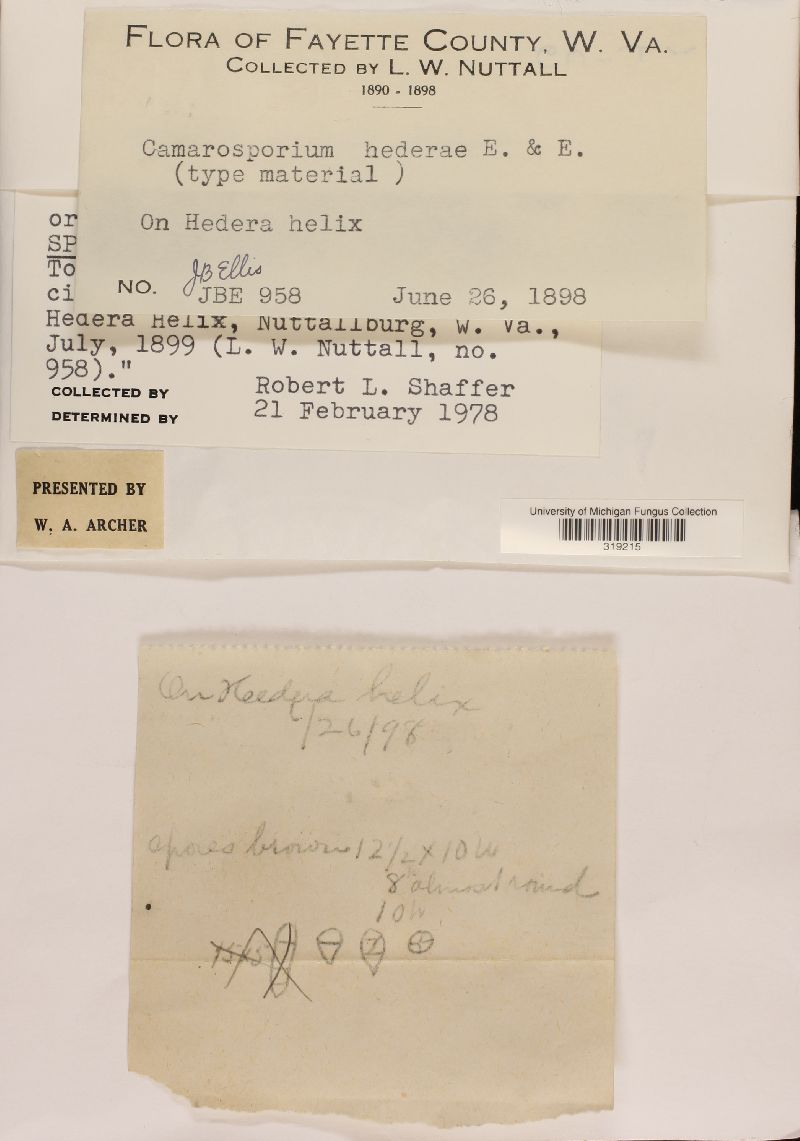 FLORA OF FAYETTE COUNTY, W. VA.
COLLECTED BY L. W. NUTTALL
1890 - 1898
Camarosporium hederae E. & E.
(type material )
On Hedera helix
JB Ellis
NO. JBE 958 June 26, 1898
or
SP
To
ci
Hedera Helix, Nuttallburg, W. Va.,
July, 1899 (L. W. Nuttall, no.
958)."
COLLECTED BY Robert L. Shaffer
DETERMINED BY 21 February 1978
PRESENTED BY
W. A. ARCHER
University of Michigan Fungus Collection
319215
On Hedera helix
/26/98
spores brown 12 1/2 x 10
8 almost round
10